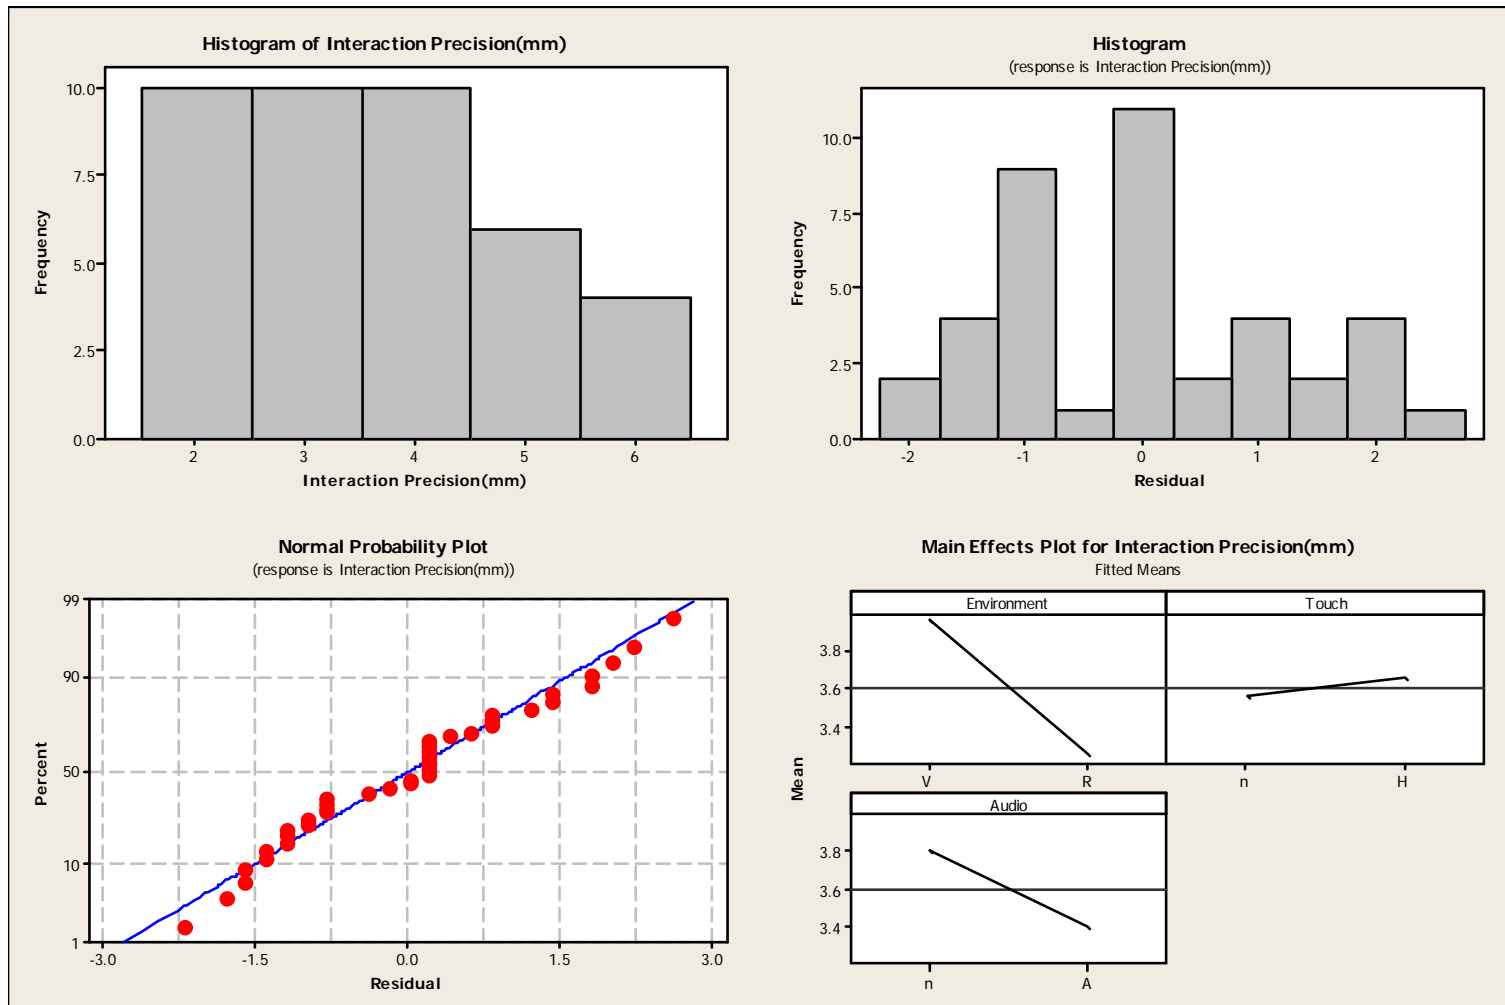 Histogram of Interaction Precision(mm)
Frequency
10.0
7.5
5.0
2.5
0.0
2 3 4 5 6
Interaction Precision(mm)
Histogram
(response is Interaction Precision(mm))
Frequency
10.0
7.5
5.0
2.5
0.0
-2 -1 0 1 2
Residual
Normal Probability Plot
(response is Interaction Precision(mm))
Percent
99
90
50
10
1
-3.0 -1.5 0.0 1.5 3.0
Residual
Main Effects Plot for Interaction Precision(mm)
Fitted Means
Mean
Environment Touch
3.8
3.6
3.4
V R n H
Audio
3.8
3.6
3.4
n A